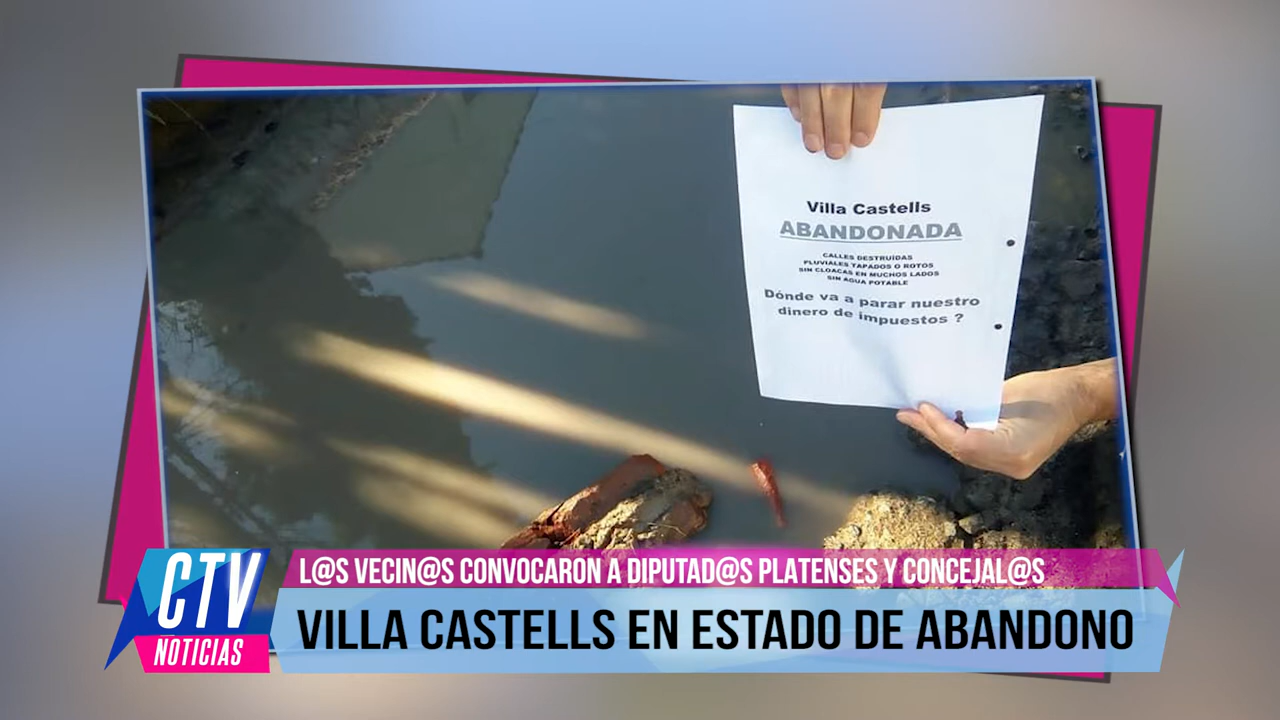 Villa Castells
ABANDONADA
CALLES DESTRUÍDAS
PLUVIALES TAPADOS O ROTOS
SIN CLOACAS EN MUCHOS LADOS
SIN AGUA POTABLE
Dónde va a parar nuestro
dinero de impuestos ?
CTV
NOTICIAS
L@S VECIN@S CONVOCARON A DIPUTAD@S PLATENSES Y CONCEJAL@S
VILLA CASTELLS EN ESTADO DE ABANDONO